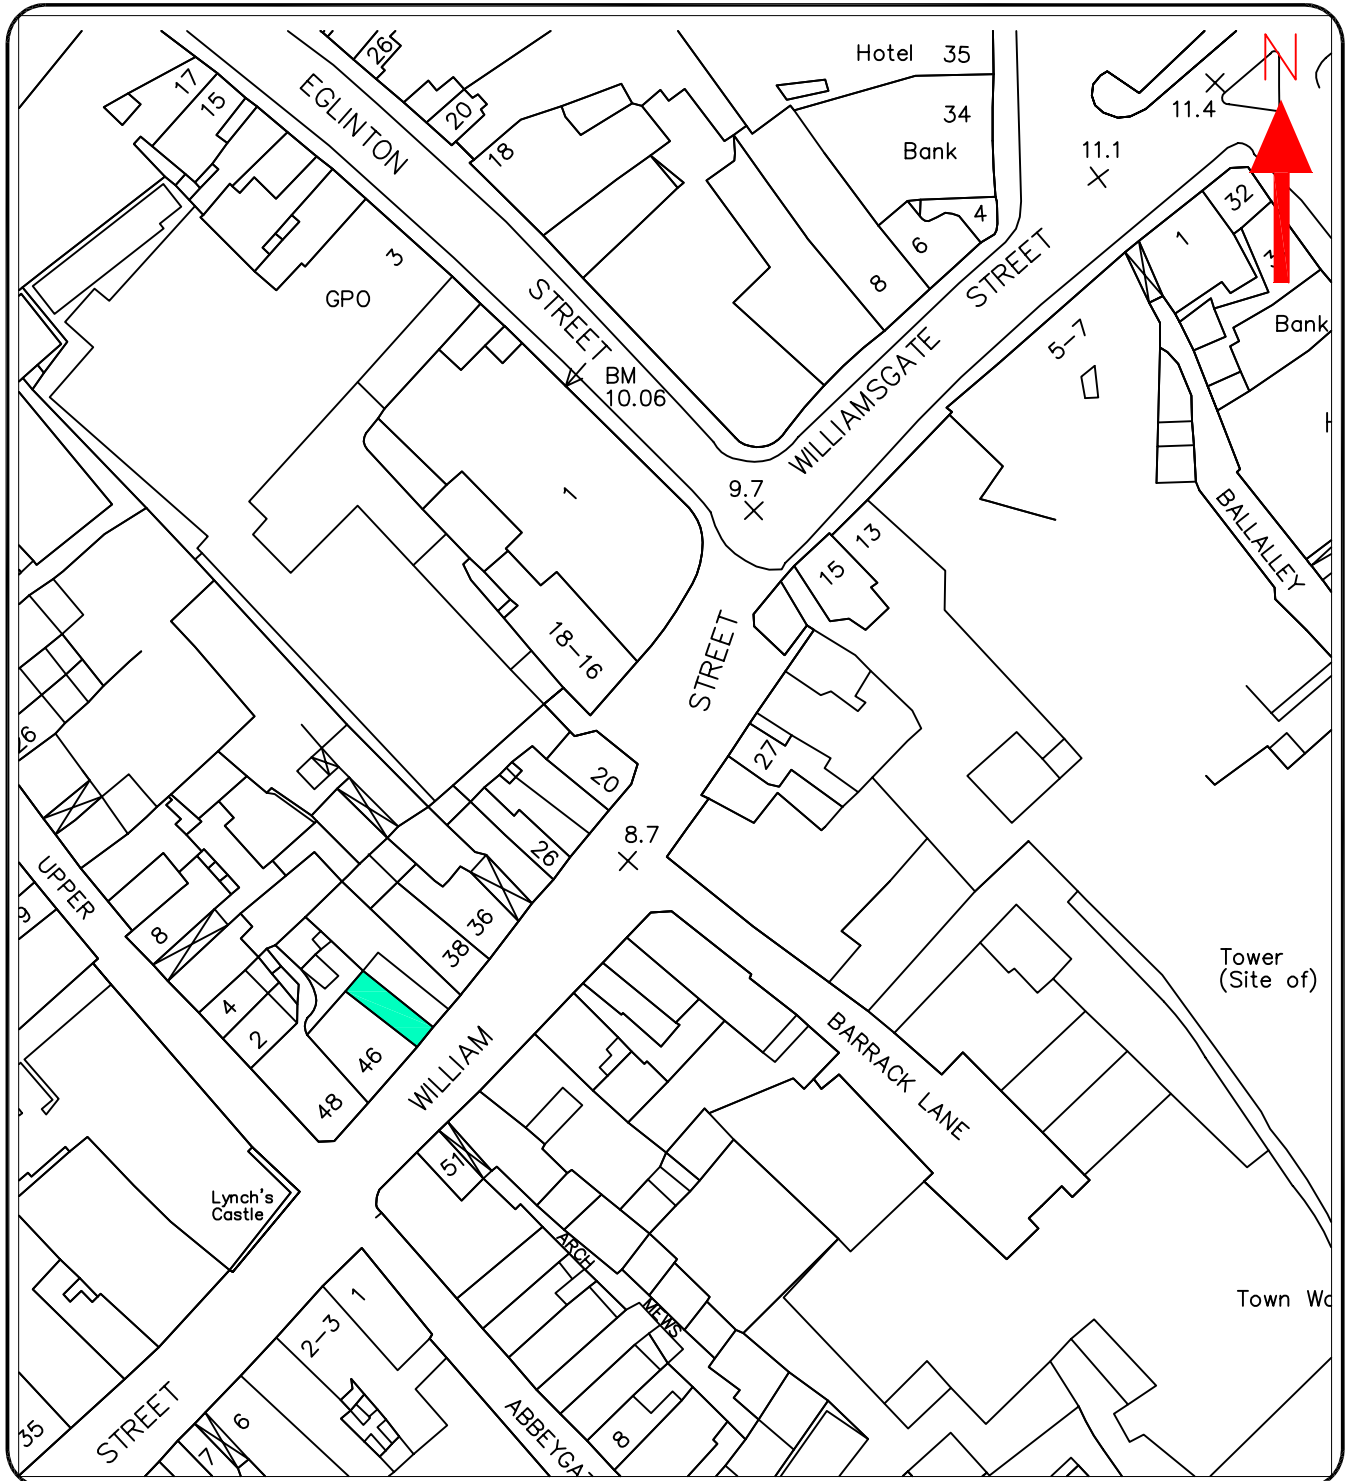 Hotel 35
N
26
EGLINTON
17
15
20
18
34
Bank
11.4
11.1
32
4
6
1
3
GPO
8
STREET
STREET
WILLIAMSGATE
Bank
5-7
BM
10.06
1
9.7
13
15
BALLALLEY
18-16
STREET
27
20
26
8.7
UPPER
9
8
36
38
4
2
46
48
WILLIAM
Tower
(Site of)
BARRACK LANE
51
Lynch's
Castle
ARCH
MEWS
1
2-3
Town
STREET
35
6
7
8
ABBEYGA